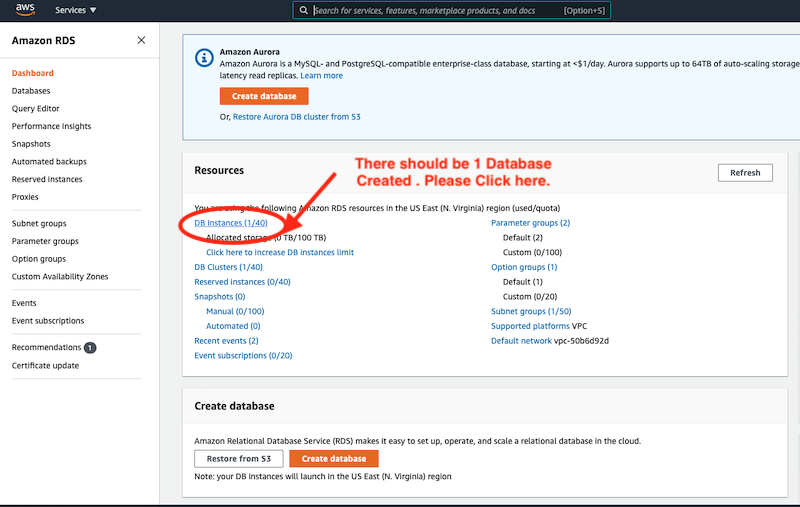 aws
Services ▼
Search for services, features, marketplace products, and docs
[Option+S]
Amazon RDS
Dashboard
Databases
Query Editor
Performance Insights
Snapshots
Automated backups
Reserved instances
Proxies
Subnet groups
Parameter groups
Option groups
Custom Availability Zones
Events
Event subscriptions
Recommendations 1
Certificate update
Amazon Aurora
Amazon Aurora is a MySQL- and PostgreSQL-compatible enterprise-class database, starting at <$1/day. Aurora supports up to 64TB of auto-scaling storage
latency read replicas. Learn more
Create database
Or, Restore Aurora DB cluster from S3
Resources
There should be 1 Database
Created . Please Click here.
Refresh
You are using the following Amazon RDS resources in the US East (N. Virginia) region (used/quota)
DB Instances (1/40)
Allocated storage (0 TB/100 TB)
Click here to increase DB instances limit
DB Clusters (1/40)
Reserved instances (0/40)
Snapshots (0)
Manual (0/100)
Automated (0)
Recent events (2)
Event subscriptions (0/20)
Parameter groups (2)
Default (2)
Custom (0/100)
Option groups (1)
Default (1)
Custom (0/20)
Subnet groups (1/50)
Supported platforms VPC
Default network vpc-50b6d92d
Create database
Amazon Relational Database Service (RDS) makes it easy to set up, operate, and scale a relational database in the cloud.
Restore from S3
Create database
Note: your DB instances will launch in the US East (N. Virginia) region